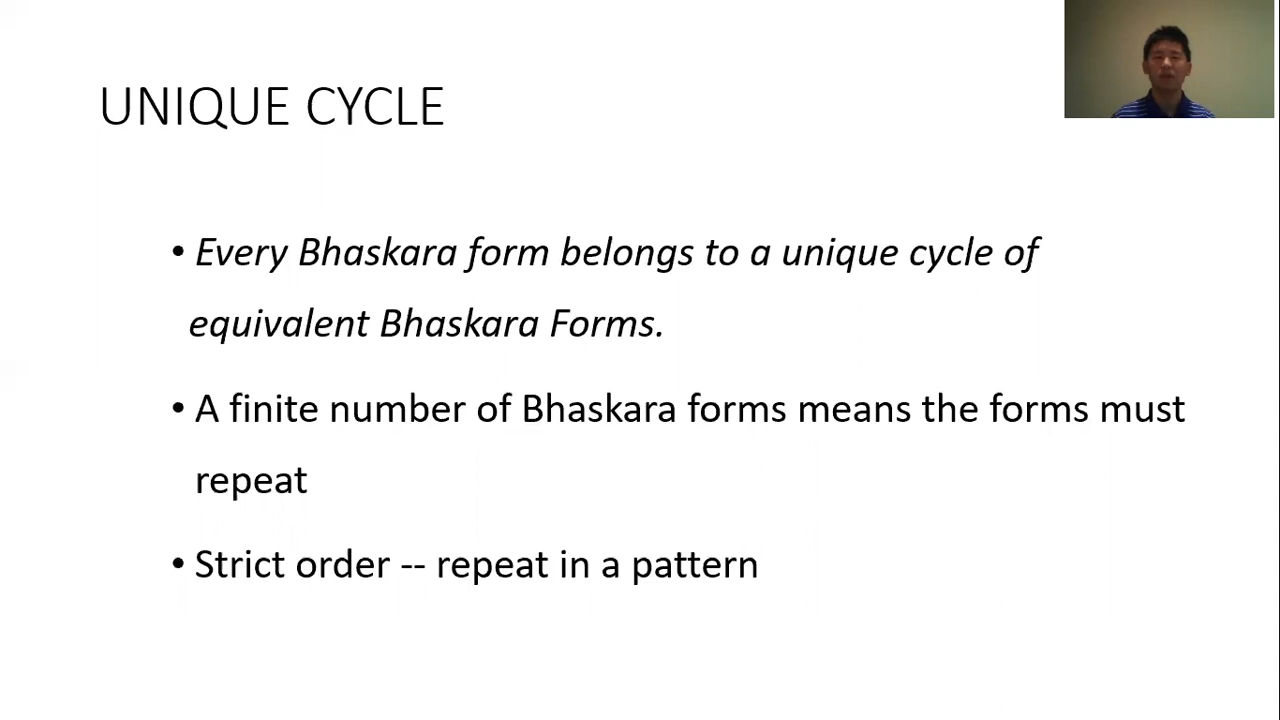 UNIQUE CYCLE
• Every Bhaskara form belongs to a unique cycle of
equivalent Bhaskara Forms.
• A finite number of Bhaskara forms means the forms must
repeat
• Strict order -- repeat in a pattern